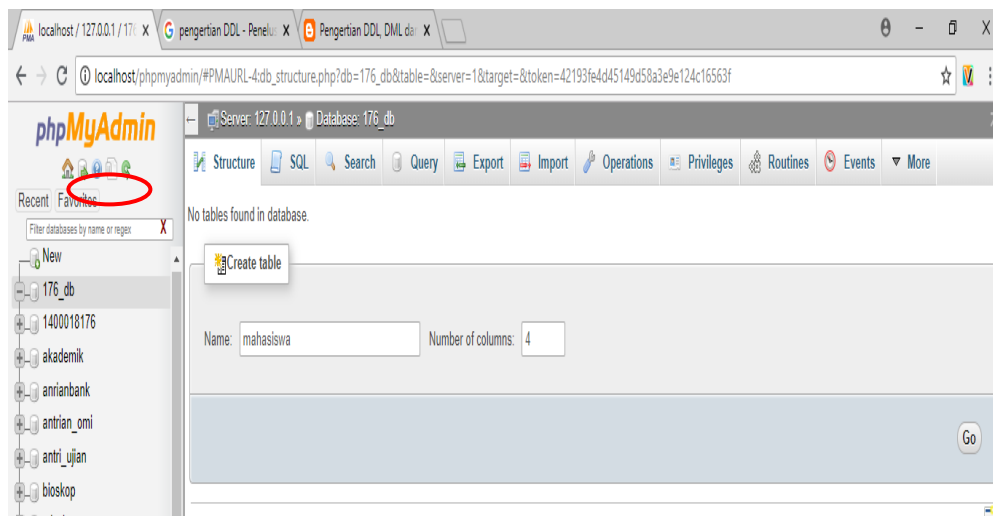 localhost / 127.0.0.1 / 176 X
pengertian DDL - Penelus X
Pengertian DDL, DML dan X
localhost/phpmyadmin/#PMAURL-4:db_structure.php?db=176_db&table=&server=1&target=&token=42193fe4d45149d58a3e9e124c16563f
phpMyAdmin
Recent Favorites
Filter databases by name or regex X
New
176_db
1400018176
akademik
anrianbank
antrian_omi
antri_ujian
bioskop
Server: 127.0.0.1 » Database: 176_db
Structure SQL Search Query Export Import Operations Privileges Routines Events More
No tables found in database.
Create table
Name: mahasiswa Number of columns: 4
Go